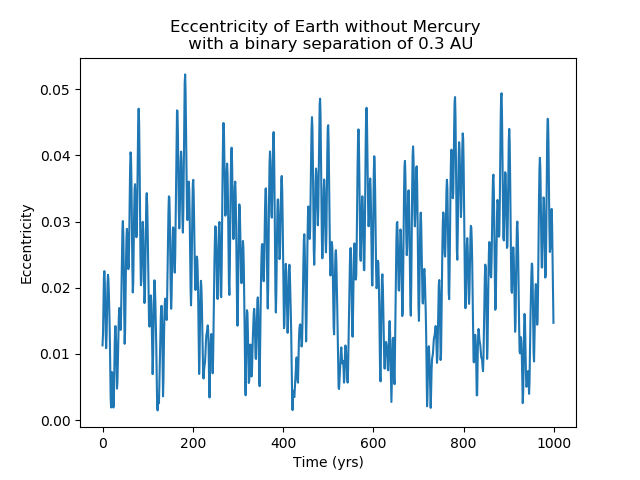 Eccentricity of Earth without Mercury
with a binary separation of 0.3 AU
0.05
0.04
0.03
0.02
0.01
0.00
Eccentricity
0 200 400 600 800 1000
Time (yrs)